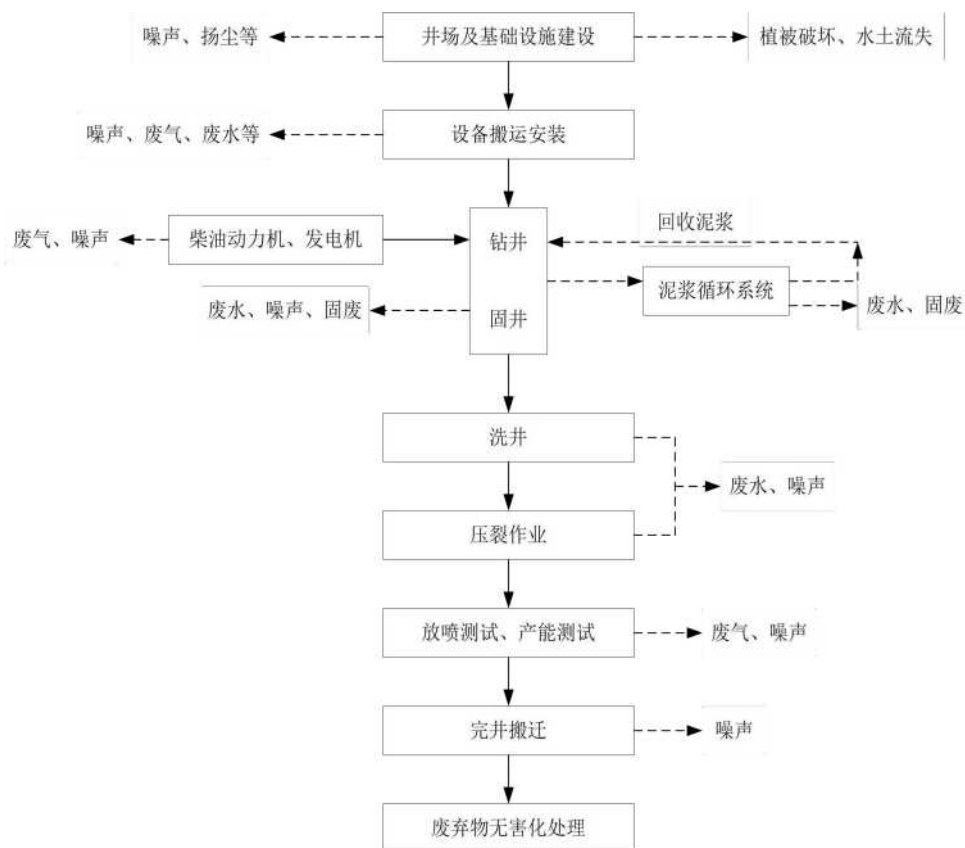 噪声、扬尘等
井场及基础设施建设
植被破坏、水土流失
噪声、废气、废水等
设备搬运安装
废气、噪声
柴油动力机、发电机
钻井
回收泥浆
泥浆循环系统
废水、噪声、固废
固井
废水、固废
洗井
废水、噪声
压裂作业
放喷测试、产能测试
废气、噪声
完井搬迁
噪声
废弃物无害化处理